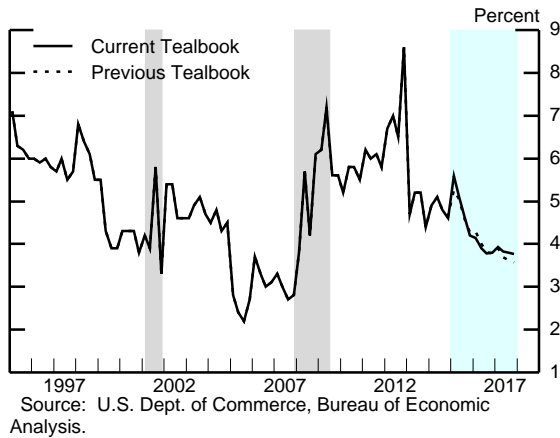 Percent
Current Tealbook
Previous Tealbook
9
8
7
6
5
4
3
2
1
1997 2002 2007 2012 2017
Source: U.S. Dept. of Commerce, Bureau of Economic
Analysis.